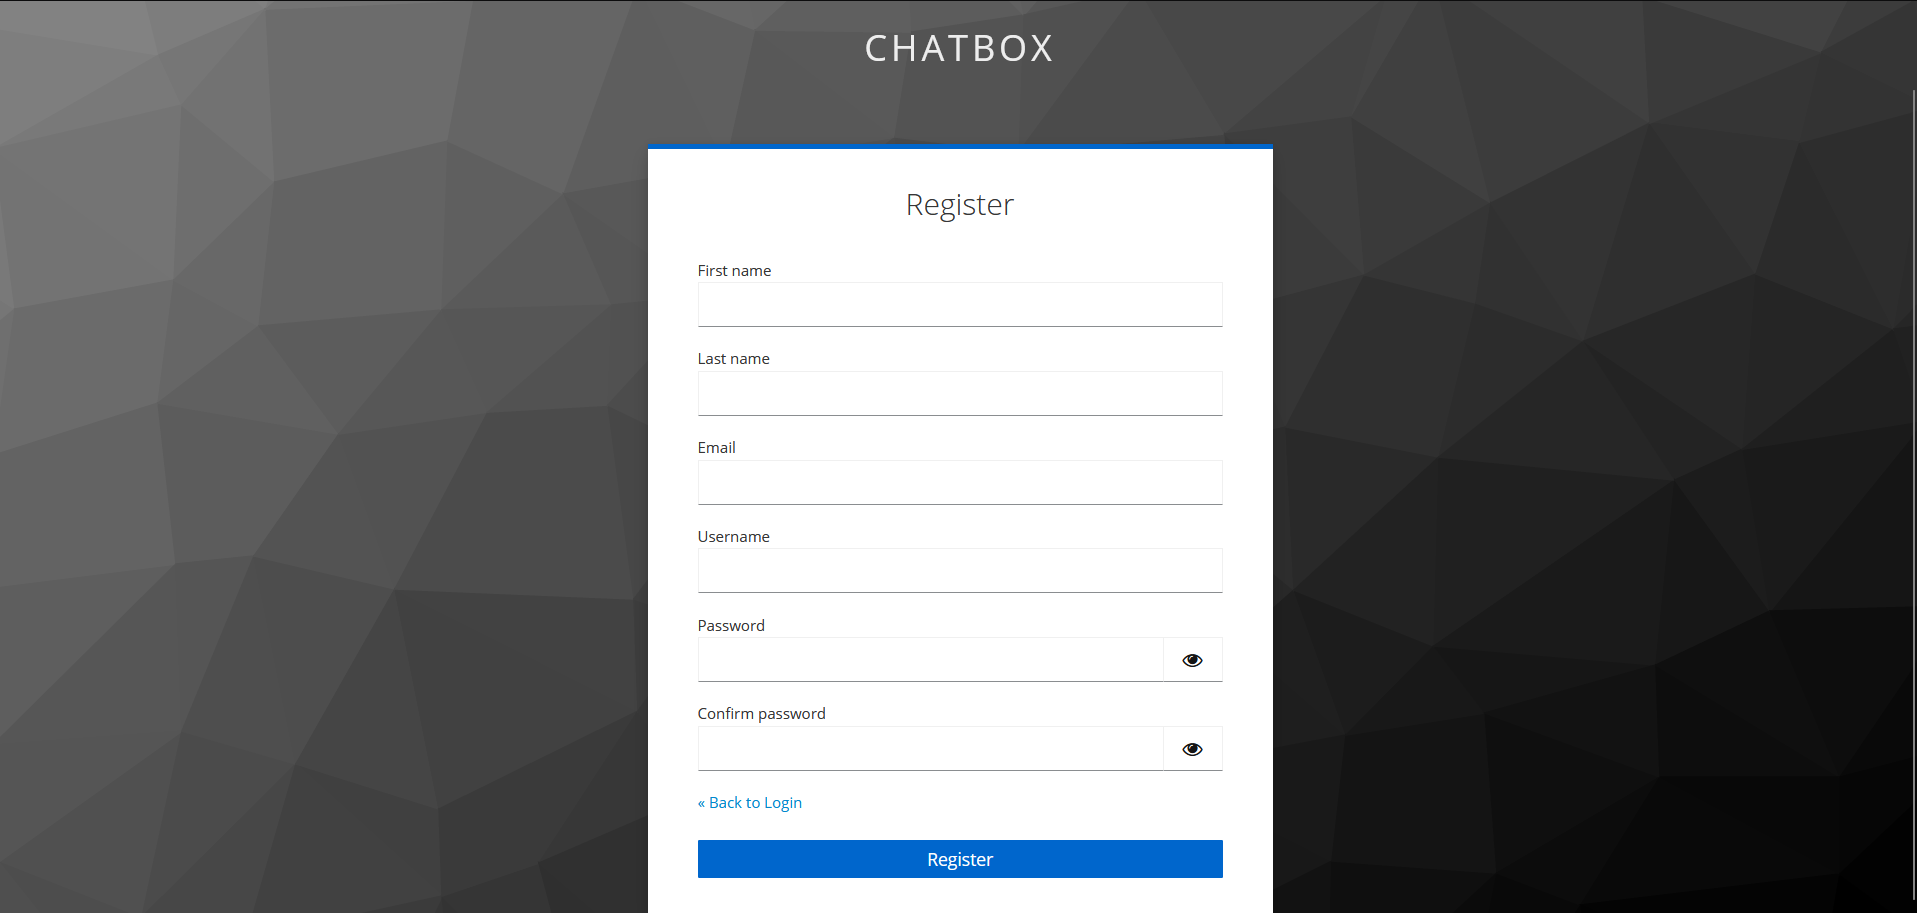 CHATBOX
Register
First name
Last name
Email
Username
Password
Confirm password
« Back to Login
Register